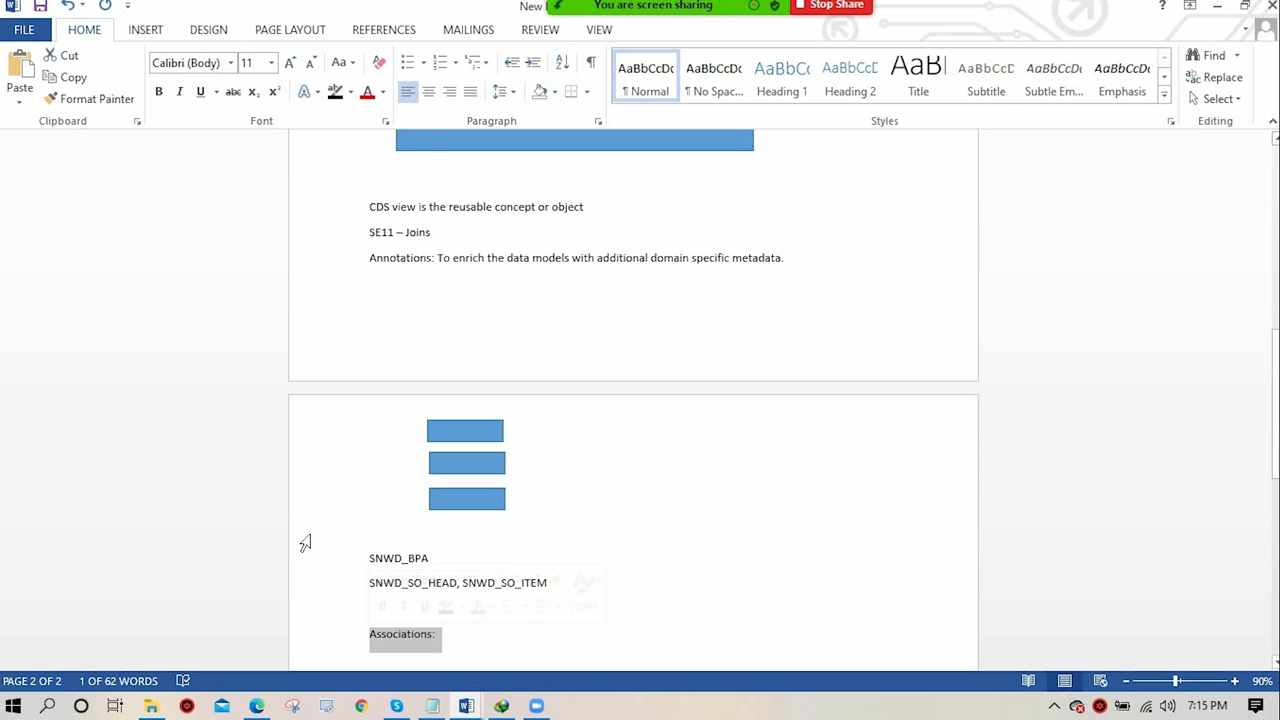 New
You are screen sharing
Stop Share
FILE
HOME
INSERT
DESIGN
PAGE LAYOUT
REFERENCES
MAILINGS
REVIEW
VIEW
Paste
Cut
Copy
Format Painte
Clipboard
Calibri (Body)
11
Font
Paragraph
AaBbCcDc
¶ Normal
AaBbCcDc
¶ No Spac...
AaBbCc
Heading 1
AaBbCcD
Heading 2
AaB
Title
AaBbCcD
Subtitle
AaBbCcDc
Subtle Em...
AaBbCcDc
Emphasis
Styles
Find
Replace
Select
Editing
CDS view is the reusable concept or object
SE11 – Joins
Annotations: To enrich the data models with additional domain specific metadata.
SNWD_BPA
SNWD_SO_HEAD, SNWD_SO_ITEM
Associations:
PAGE 2 OF 2
1 OF 62 WORDS
90%
7:15 PM